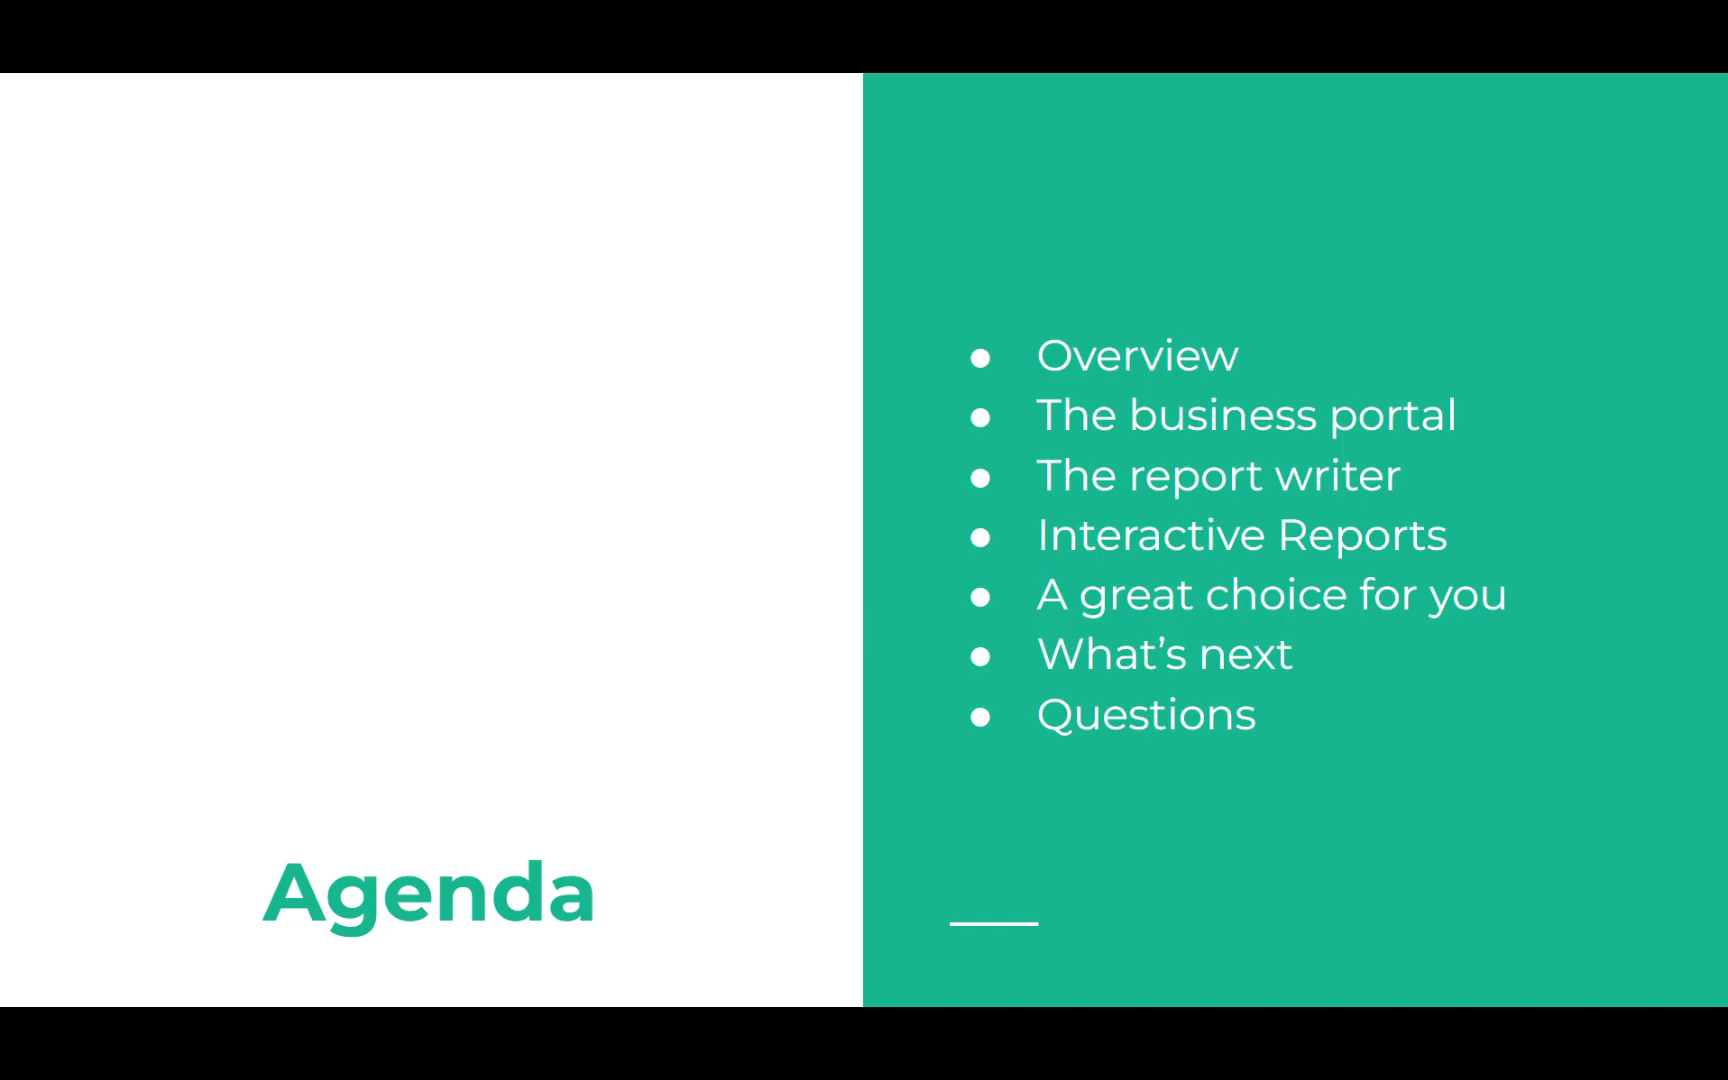 Agenda
● Overview
● The business portal
● The report writer
● Interactive Reports
● A great choice for you
● What’s next
● Questions